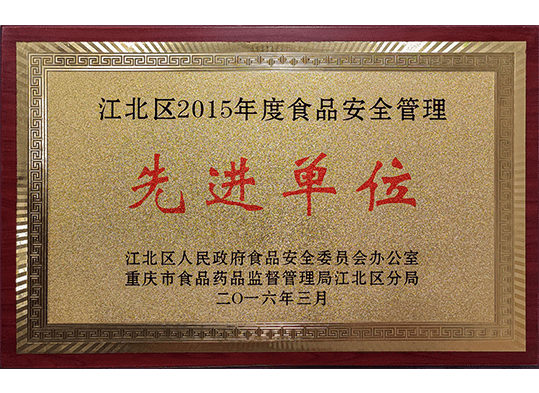 江北区2015年度食品安全管理
先进单位
江北区人民政府食品安全委员会办公室
重庆市食品药品监督管理局江北区分局
二〇一六年三月